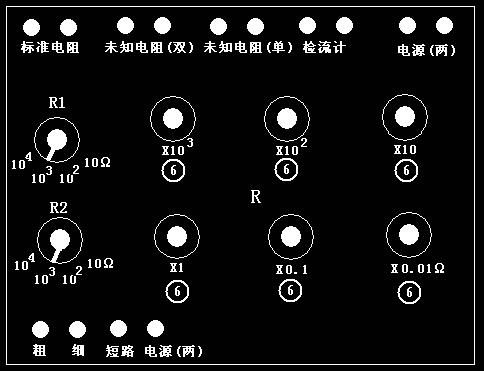 标准电阻 未知电阻(双) 未知电阻(单) 检流计 电源(两)
R1
X10³ X10² X10
10⁴ 10³ 10² 10Ω
6 6 6
R
R2
10⁴ 10³ 10² 10Ω
X1 X0.1 X0.01Ω
6 6 6
粗 细 短路 电源(两)